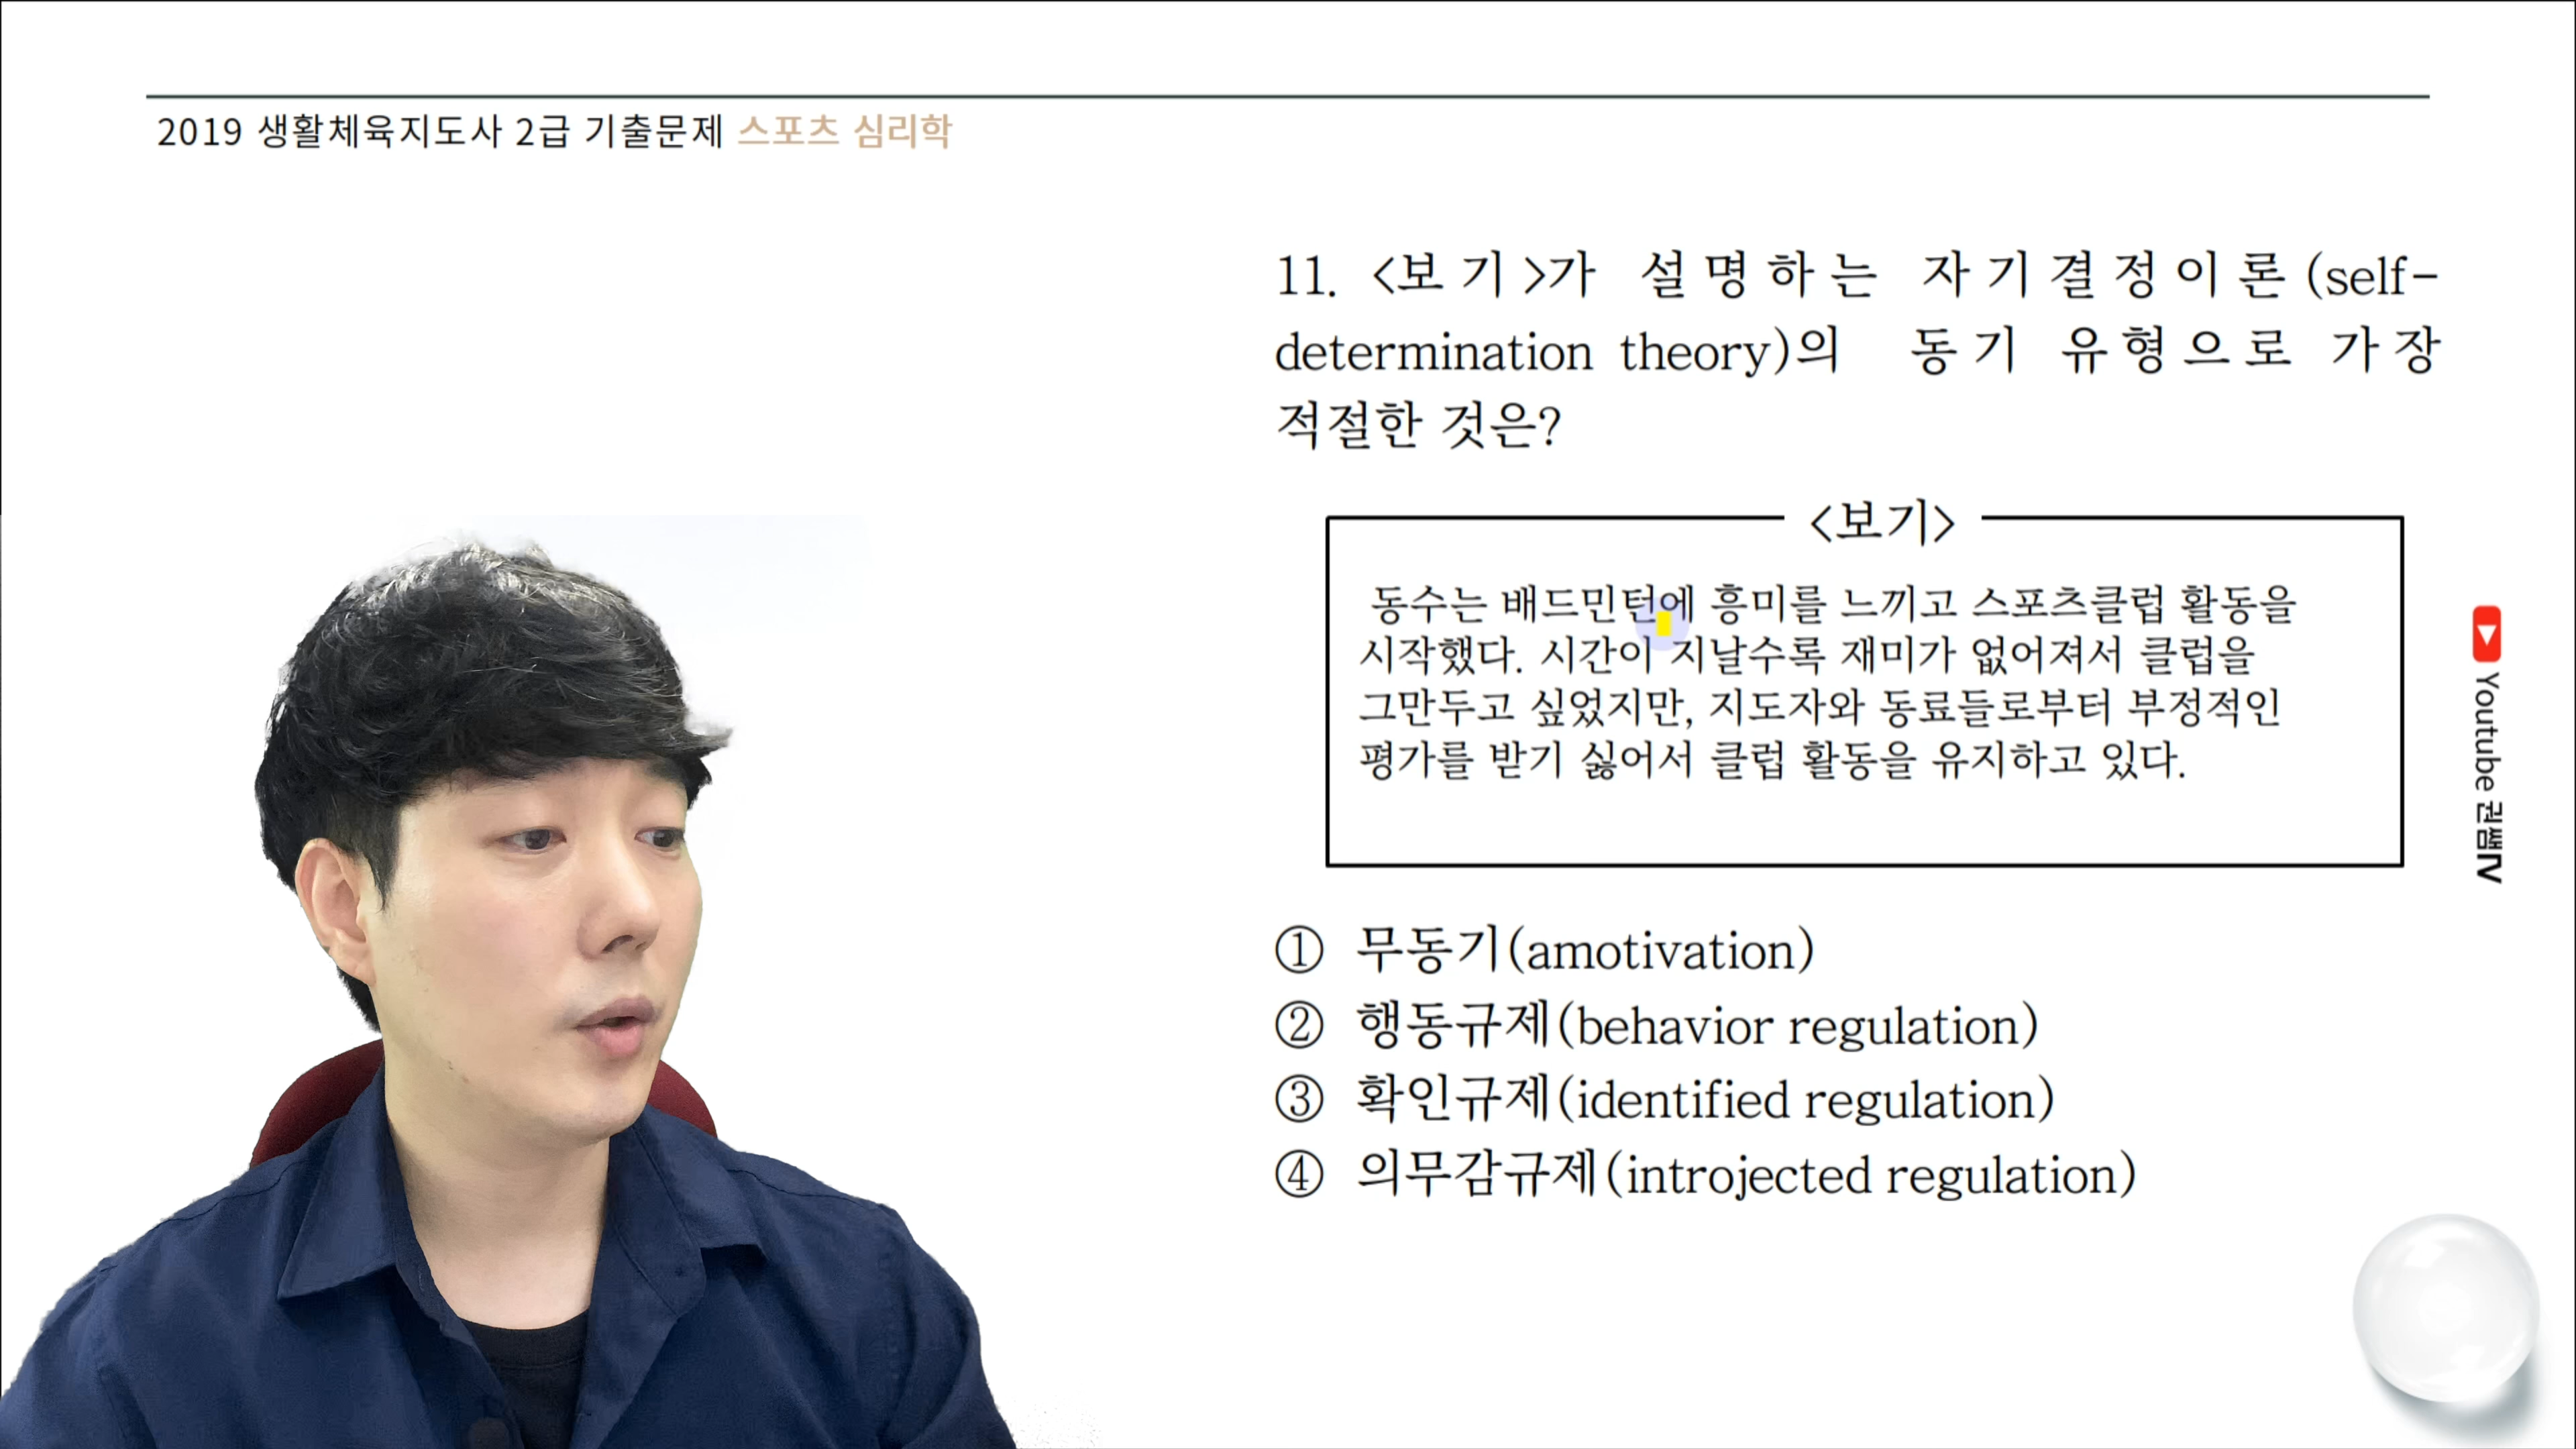 2019 생활체육지도사 2급 기출문제 스포츠 심리학
11. <보기>가 설명하는 자기결정이론(self-
determination theory)의 동기 유형으로 가장
적절한 것은?
<보기>
동수는 배드민턴에 흥미를 느끼고 스포츠클럽 활동을
시작했다. 시간이 지날수록 재미가 없어져서 클럽을
그만두고 싶었지만, 지도자와 동료들로부터 부정적인
평가를 받기 싫어서 클럽 활동을 유지하고 있다.
① 무동기(amotivation)
② 행동규제(behavior regulation)
③ 확인규제(identified regulation)
④ 의무감규제(introjected regulation)
Youtube 권쌤TV